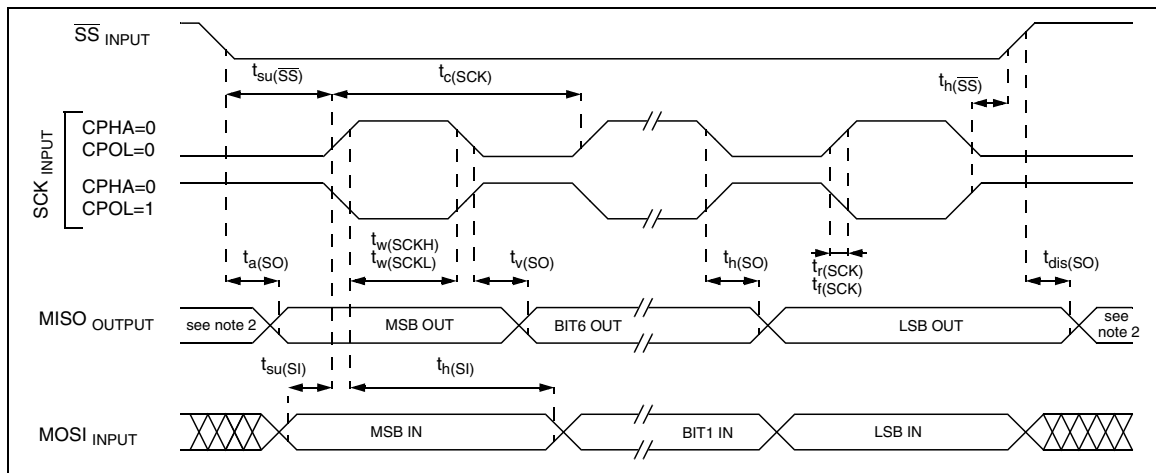 SS INPUT
tsu(SS)
tc(SCK)
th(SS)
SCK INPUT
CPHA=0
CPOL=0
CPHA=0
CPOL=1
ta(SO)
tw(SCKH)
tw(SCKL)
tv(SO)
th(SO)
tr(SCK)
tf(SCK)
tdis(SO)
MISO OUTPUT
see note 2
MSB OUT
BIT6 OUT
LSB OUT
see
note 2
tsu(SI)
th(SI)
MOSI INPUT
MSB IN
BIT1 IN
LSB IN